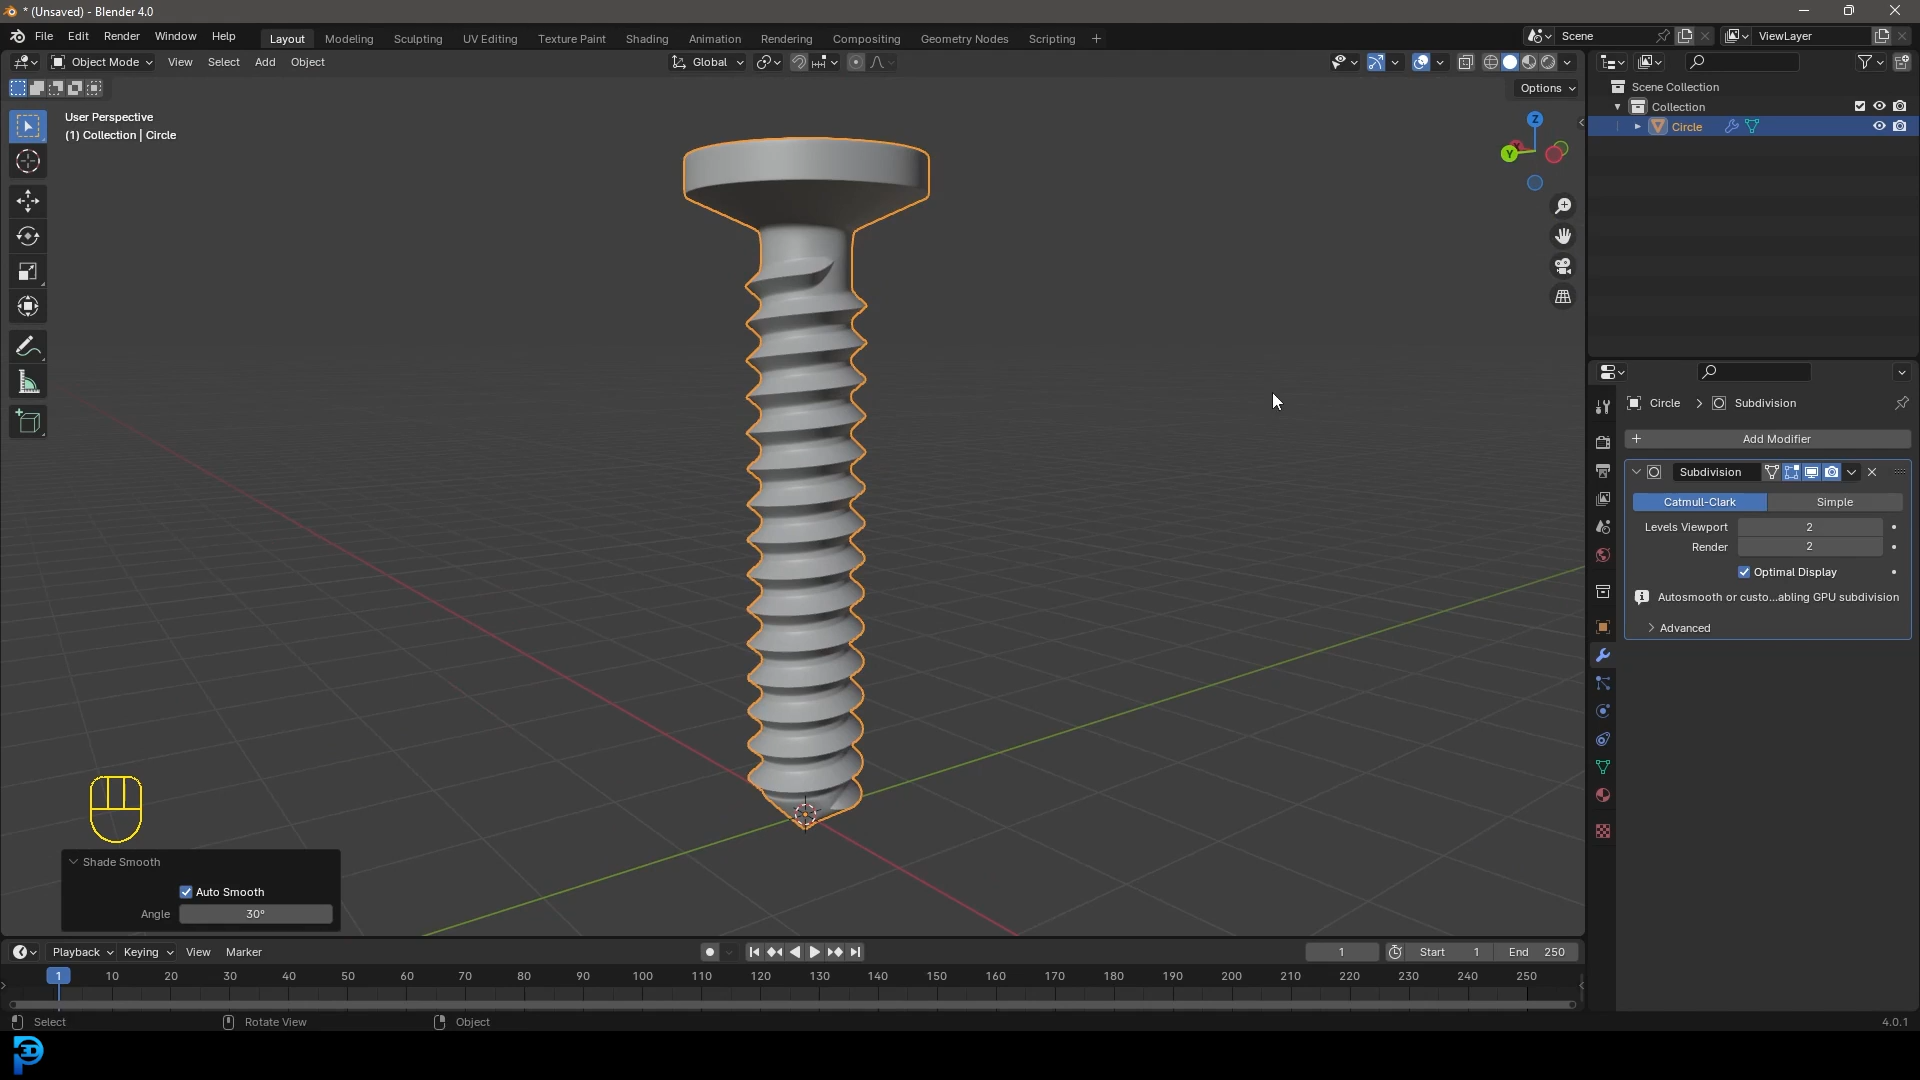 * (Unsaved) - Blender 4.0
File Edit Render Window Help
Layout Modeling Sculpting UV Editing Texture Paint Shading Animation Rendering Compositing Geometry Nodes Scripting +
Scene
ViewLayer
Object Mode View Select Add Object
Global
Options
User Perspective
(1) Collection | Circle
Z
Y
Scene Collection
Collection
Circle
Circle > Subdivision
+ Add Modifier
Subdivision
Catmull-Clark Simple
Levels Viewport 2
Render 2
Optimal Display
Autosmooth or custo...abling GPU subdivision
Advanced
Shade Smooth
Auto Smooth
Angle 30°
Playback Keying View Marker
1 Start 1 End 250
1 10 20 30 40 50 60 70 80 90 100 110 120 130 140 150 160 170 180 190 200 210 220 230 240 250
Select Rotate View Object
4.0.1
3D